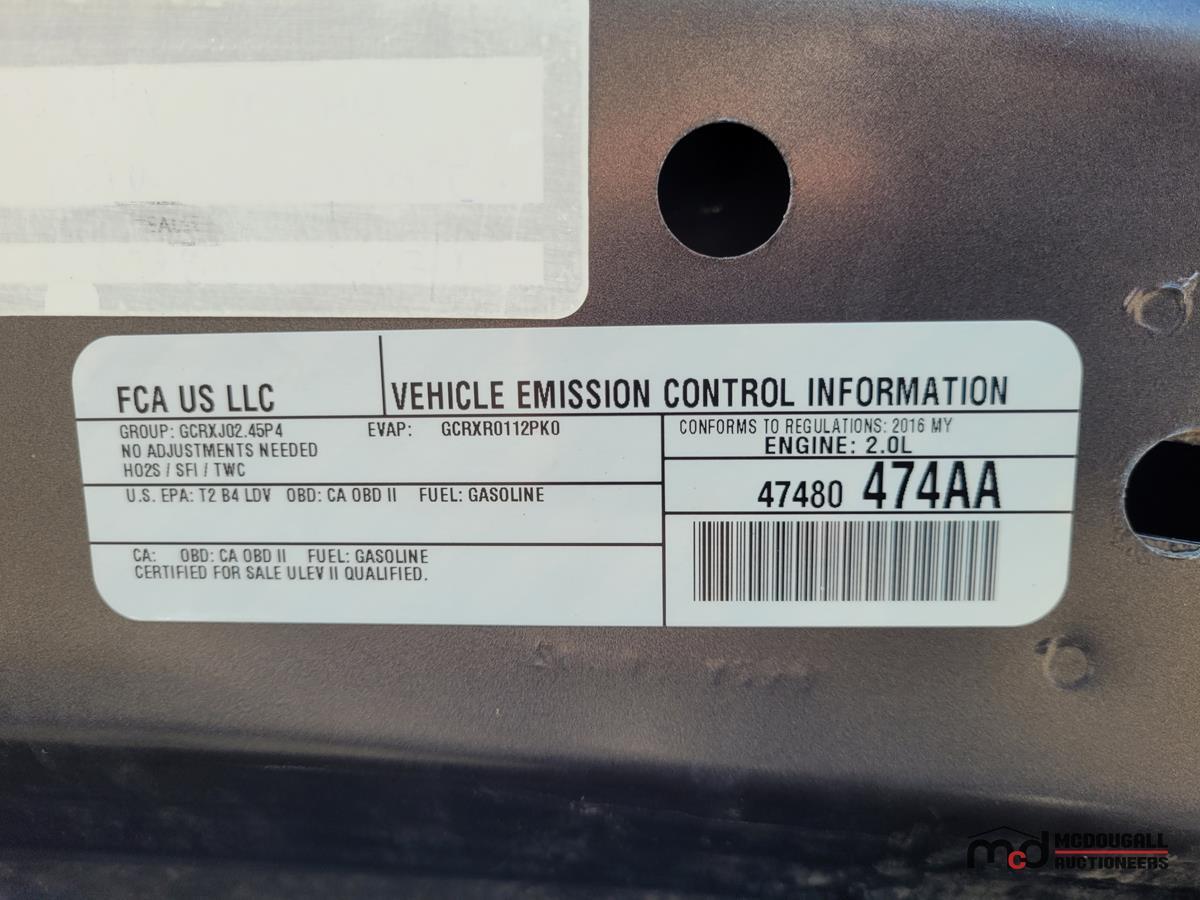 FCA US LLC
VEHICLE EMISSION CONTROL INFORMATION
GROUP: GCRXJ02.45P4 EVAP: GCRXR0112PK0
NO ADJUSTMENTS NEEDED
HO2S / SFI / TWC
CONFORMS TO REGULATIONS: 2016 MY
ENGINE: 2.0L
U.S. EPA: T2 B4 LDV OBD: CA OBD II FUEL: GASOLINE
47480 474AA
CA: OBD: CA OBD II FUEL: GASOLINE
CERTIFIED FOR SALE ULEV II QUALIFIED.
mcd MCDOUGALL
AUCTIONEERS